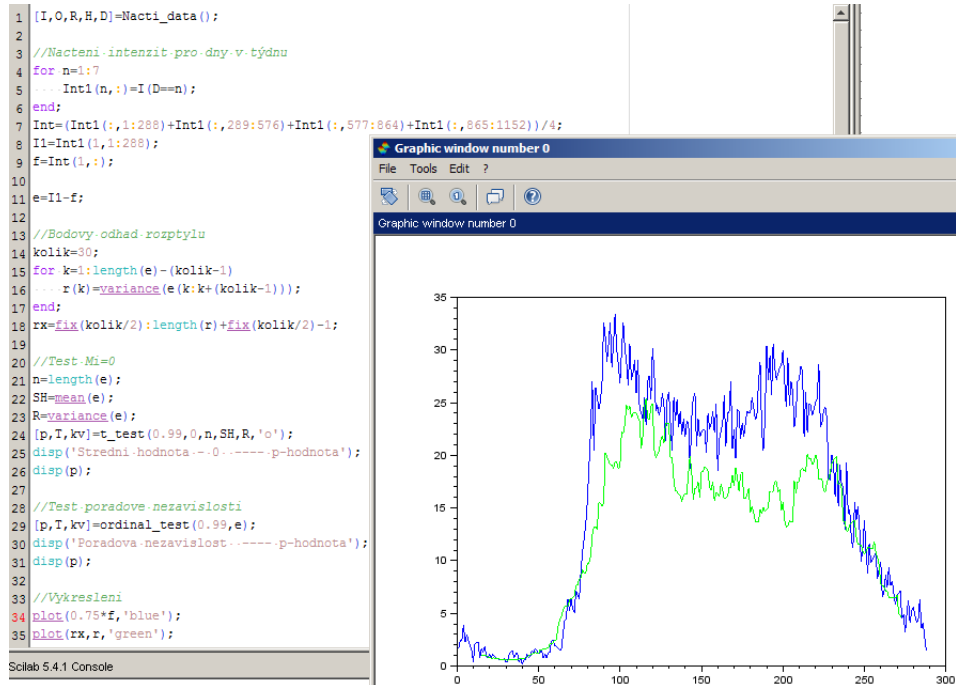 1 [I,O,R,H,D]=Nacti_data();
2
3 //Nacteni intenzit pro dny v týdnu
4 for n=1:7
5 Int1(n,:)=I(D==n);
6 end;
7 Int=(Int1(:,1:288)+Int1(:,289:576)+Int1(:,577:864)+Int1(:,865:1152))/4;
8 I1=Int1(1,1:288);
9 f=Int(1,:);
10
11 e=I1-f;
12
13 //Bodovy odhad rozptylu
14 kolik=30;
15 for k=1:length(e)-(kolik-1)
16 r(k)=variance(e(k:k+(kolik-1)));
17 end;
18 rx=fix(kolik/2):length(r)+fix(kolik/2)-1;
19
20 //Test Mi=0
21 n=length(e);
22 SH=mean(e);
23 R=variance(e);
24 [p,T,kv]=t_test(0.99,0,n,SH,R,'o');
25 disp('Stredni hodnota - 0 ---- p-hodnota');
26 disp(p);
27
28 //Test poradove nezavislosti
29 [p,T,kv]=ordinal_test(0.99,e);
30 disp('Poradova nezavislost ---- p-hodnota');
31 disp(p);
32
33 //Vykresleni
34 plot(0.75*f,'blue');
35 plot(rx,r,'green');
Scilab 5.4.1 Console
Graphic window number 0
File Tools Edit ?
Graphic window number 0
35
30
25
20
15
10
5
0
0 50 100 150 200 250 300